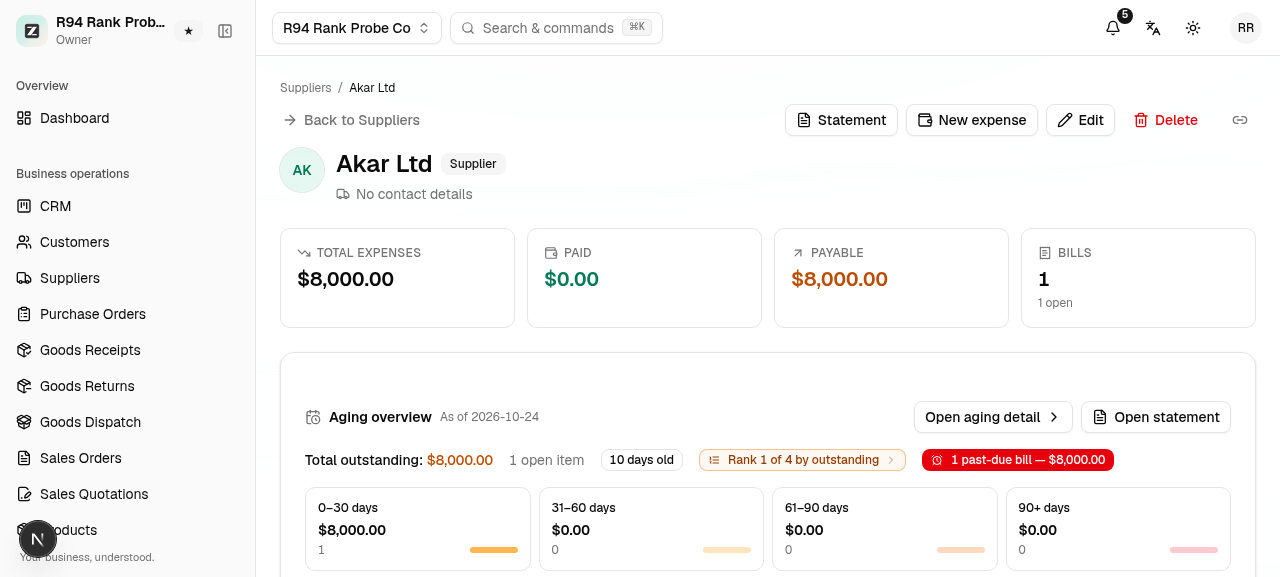 R94 Rank Prob...
Owner
★
R94 Rank Probe Co
Search & commands
⌘K
5
RR
Overview
Dashboard
Business operations
CRM
Customers
Suppliers
Purchase Orders
Goods Receipts
Goods Returns
Goods Dispatch
Sales Orders
Sales Quotations
oducts
N
Your business, understood.
Suppliers / Akar Ltd
Back to Suppliers
Statement
New expense
Edit
Delete
AK
Akar Ltd
Supplier
No contact details
TOTAL EXPENSES
$8,000.00
PAID
$0.00
PAYABLE
$8,000.00
BILLS
1
1 open
Aging overview As of 2026-10-24
Open aging detail
Open statement
Total outstanding: $8,000.00
1 open item
10 days old
Rank 1 of 4 by outstanding
1 past-due bill — $8,000.00
0–30 days
$8,000.00
1
31–60 days
$0.00
0
61–90 days
$0.00
0
90+ days
$0.00
0